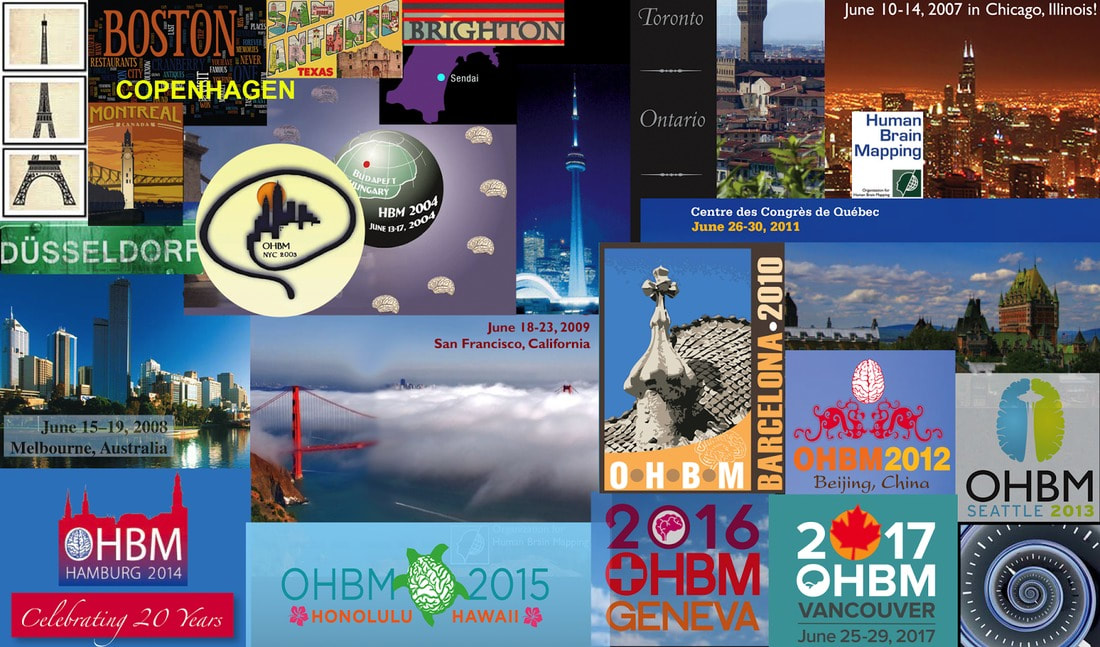 BOSTON
RESTAURANTS
COPENHAGEN
SAN
ANTONIO
TEXAS
BRIGHTON
Sendai
MONTREAL
CANADA
DÜSSELDORF
BUDAPEST
HUNGARY
HBM 2004
JUNE 13-17, 2004
OHBM
NYC 2003
Toronto
Ontario
June 10-14, 2007 in Chicago, Illinois!
Human
Brain
Mapping
Organization for
Human Brain Mapping
Centre des Congrès de Québec
June 26-30, 2011
June 15-19, 2008
Melbourne, Australia
June 18-23, 2009
San Francisco, California
BARCELONA•2010
O•H•B•M
OHBM2012
Beijing, China
OHBM
SEATTLE 2013
OHBM
HAMBURG 2014
Celebrating 20 Years
Human Brain Mapping
OHBM 2015
HONOLULU HAWAII
2016
OHBM
GENEVA
2017
OHBM
VANCOUVER
June 25-29, 2017